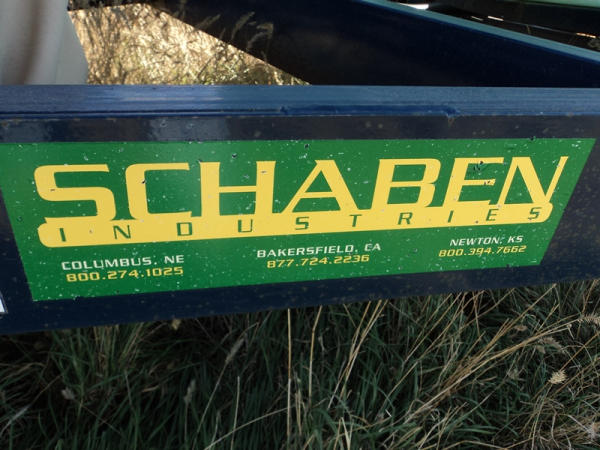 SCHABEN
INDUSTRIES
COLUMBUS, NE
800.274.1025
BAKERSFIELD, CA
877.724.2236
NEWTON, KS
800.394.7662